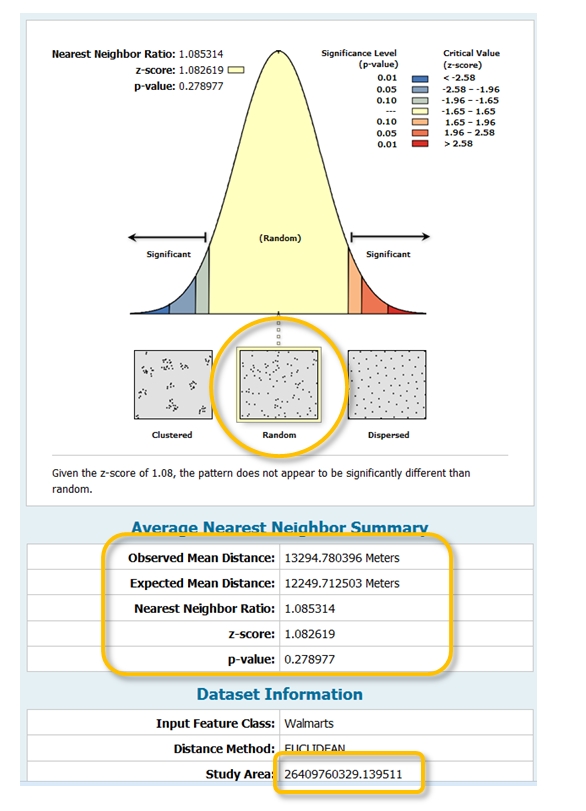 Nearest Neighbor Ratio: 1.085314
z-score: 1.082619
p-value: 0.278977
Significance Level (p-value)
Critical Value (z-score)
0.01 < -2.58
0.05 -2.58 – -1.96
0.10 -1.96 – -1.65
--- -1.65 – 1.65
0.10 1.65 – 1.96
0.05 1.96 – 2.58
0.01 > 2.58
(Random)
Significant
Significant
Clustered Random Dispersed
Given the z-score of 1.08, the pattern does not appear to be significantly different than
random.
Average Nearest Neighbor Summary
Observed Mean Distance: 13294.780396 Meters
Expected Mean Distance: 12249.712503 Meters
Nearest Neighbor Ratio: 1.085314
z-score: 1.082619
p-value: 0.278977
Dataset Information
Input Feature Class: Walmarts
Distance Method: EUCLIDEAN
Study Area: 26409760329.139511